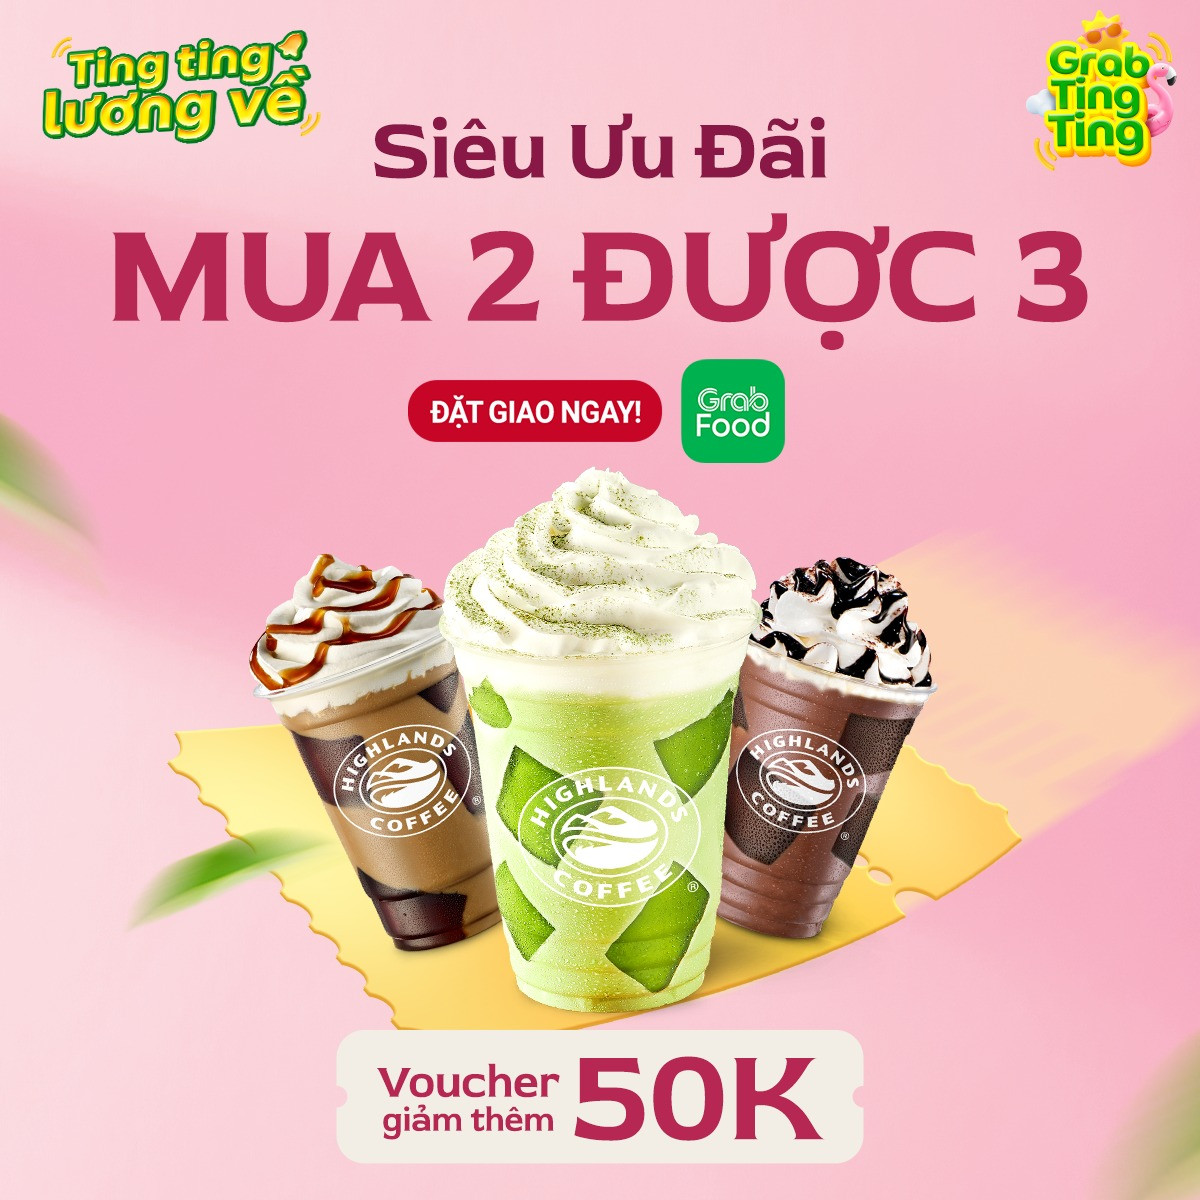 Ting ting
lương về
Grab
Ting
Ting
Siêu Ưu Đãi
MUA 2 ĐƯỢC 3
ĐẶT GIAO NGAY!
Grab
Food
HIGHLANDS
COFFEE
®
HIGHLANDS
COFFEE
®
HIGHLANDS
COFFEE
®
Voucher
giảm thêm
50K